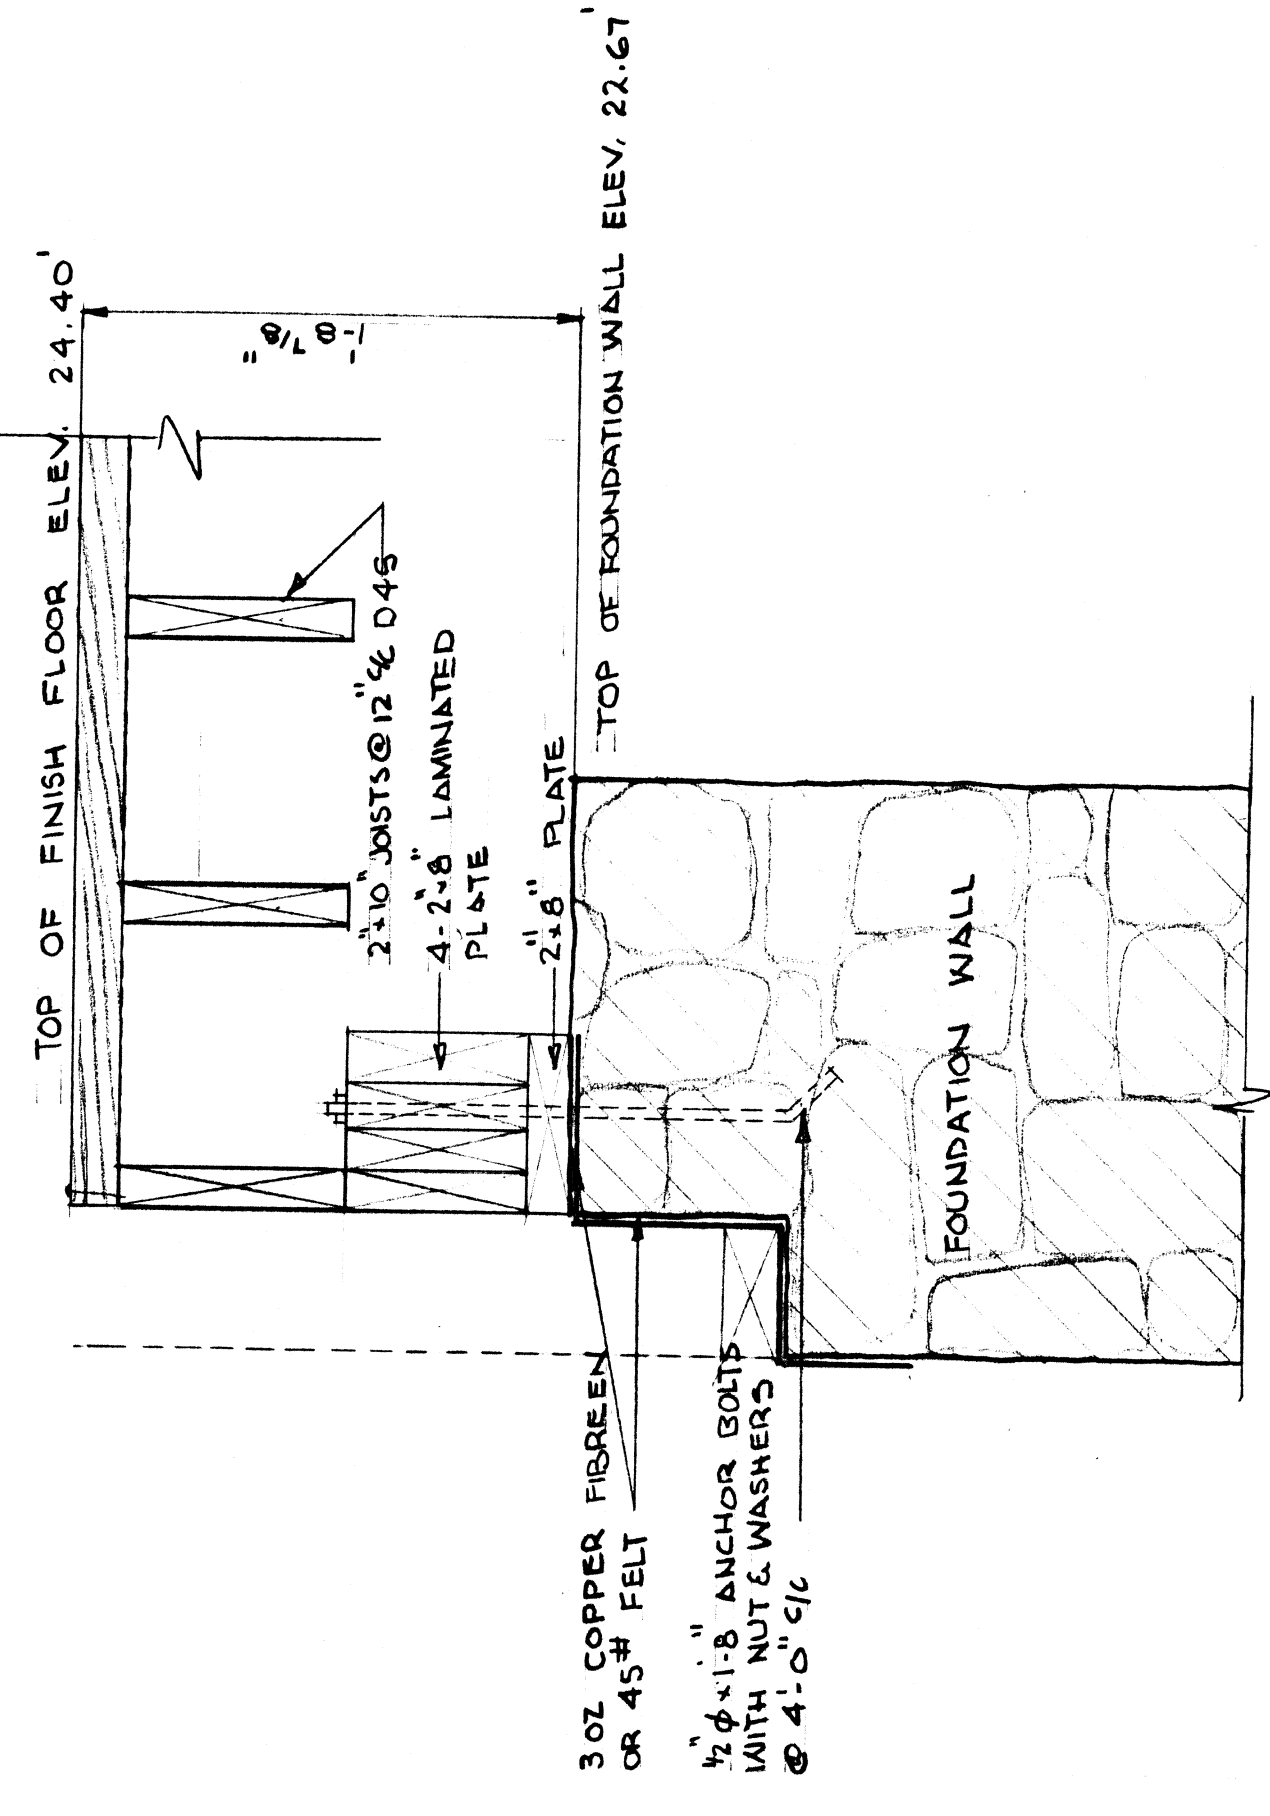 TOP OF FINISH FLOOR ELEV. 24.40'
1'-8 7/8"
2"x10" JOISTS @ 12" C/C D4S
4-2"x8" LAMINATED
PLATE
2"x8" PLATE
TOP OF FOUNDATION WALL ELEV. 22.67'
3 OZ COPPER FIBREEN
OR 45# FELT
1/2" φ x 1'-8" ANCHOR BOLTS
WITH NUT & WASHERS
@ 4'-0" C/C
FOUNDATION WALL